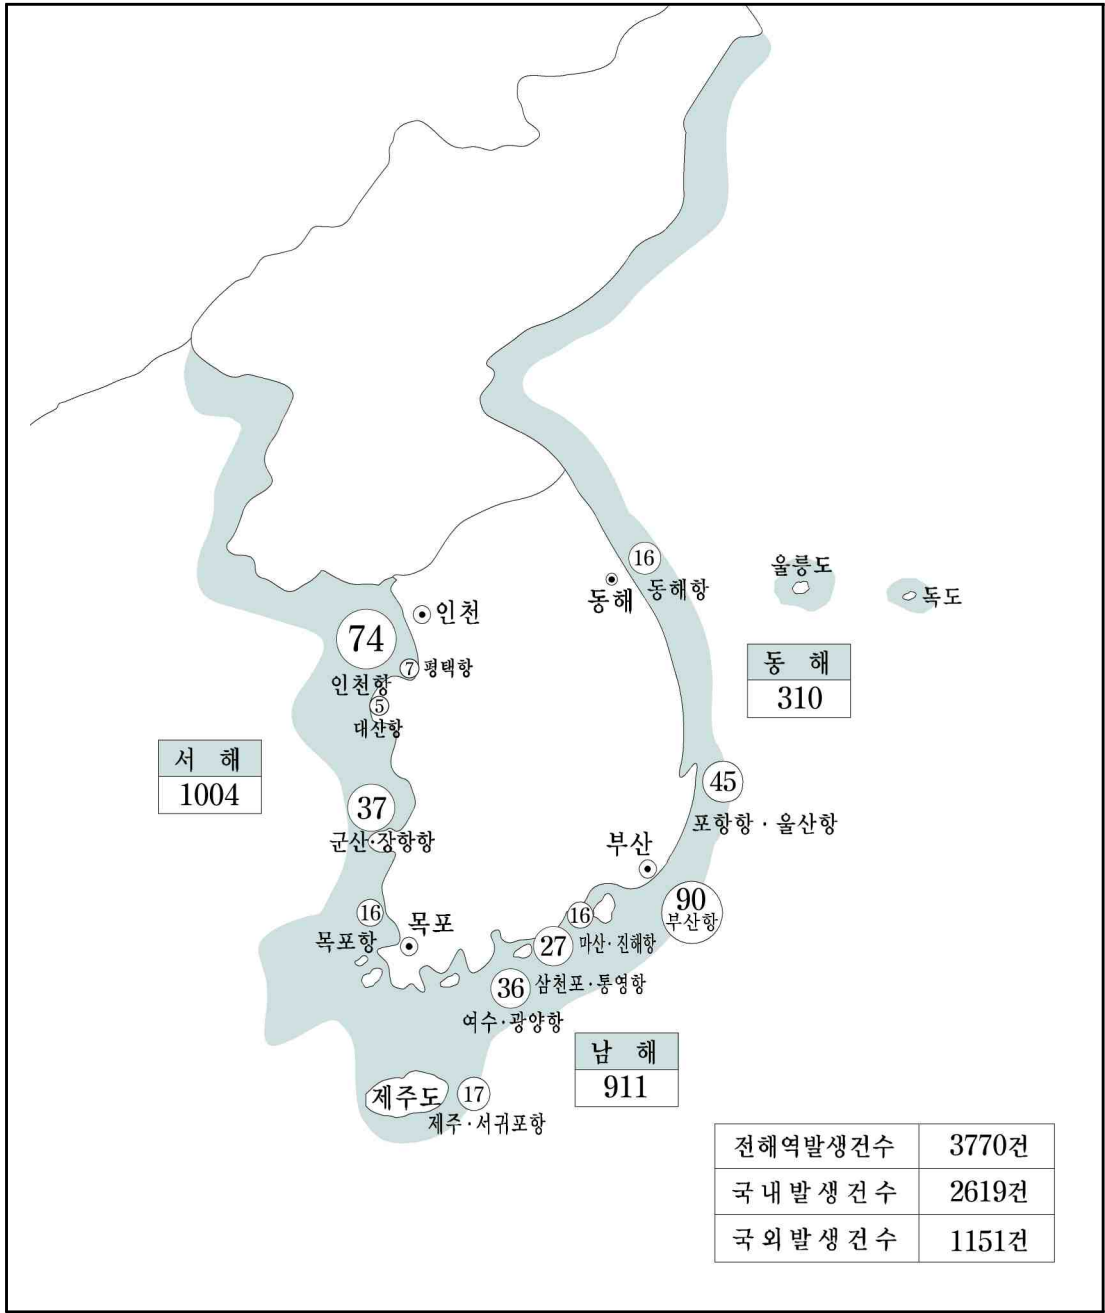 16
동해항
동해
울릉도
독도
인천
74
인천항
7
평택항
5
대산항
동 해
310
서 해
1004
37
군산·장항항
45
포항항 · 울산항
부산
90
부산항
16
목포항
목포
16
마산·진해항
27
삼천포·통영항
36
여수·광양항
남 해
911
제주도
17
제주·서귀포항
전해역발생건수 3770건
국내발생건수 2619건
국외발생건수 1151건